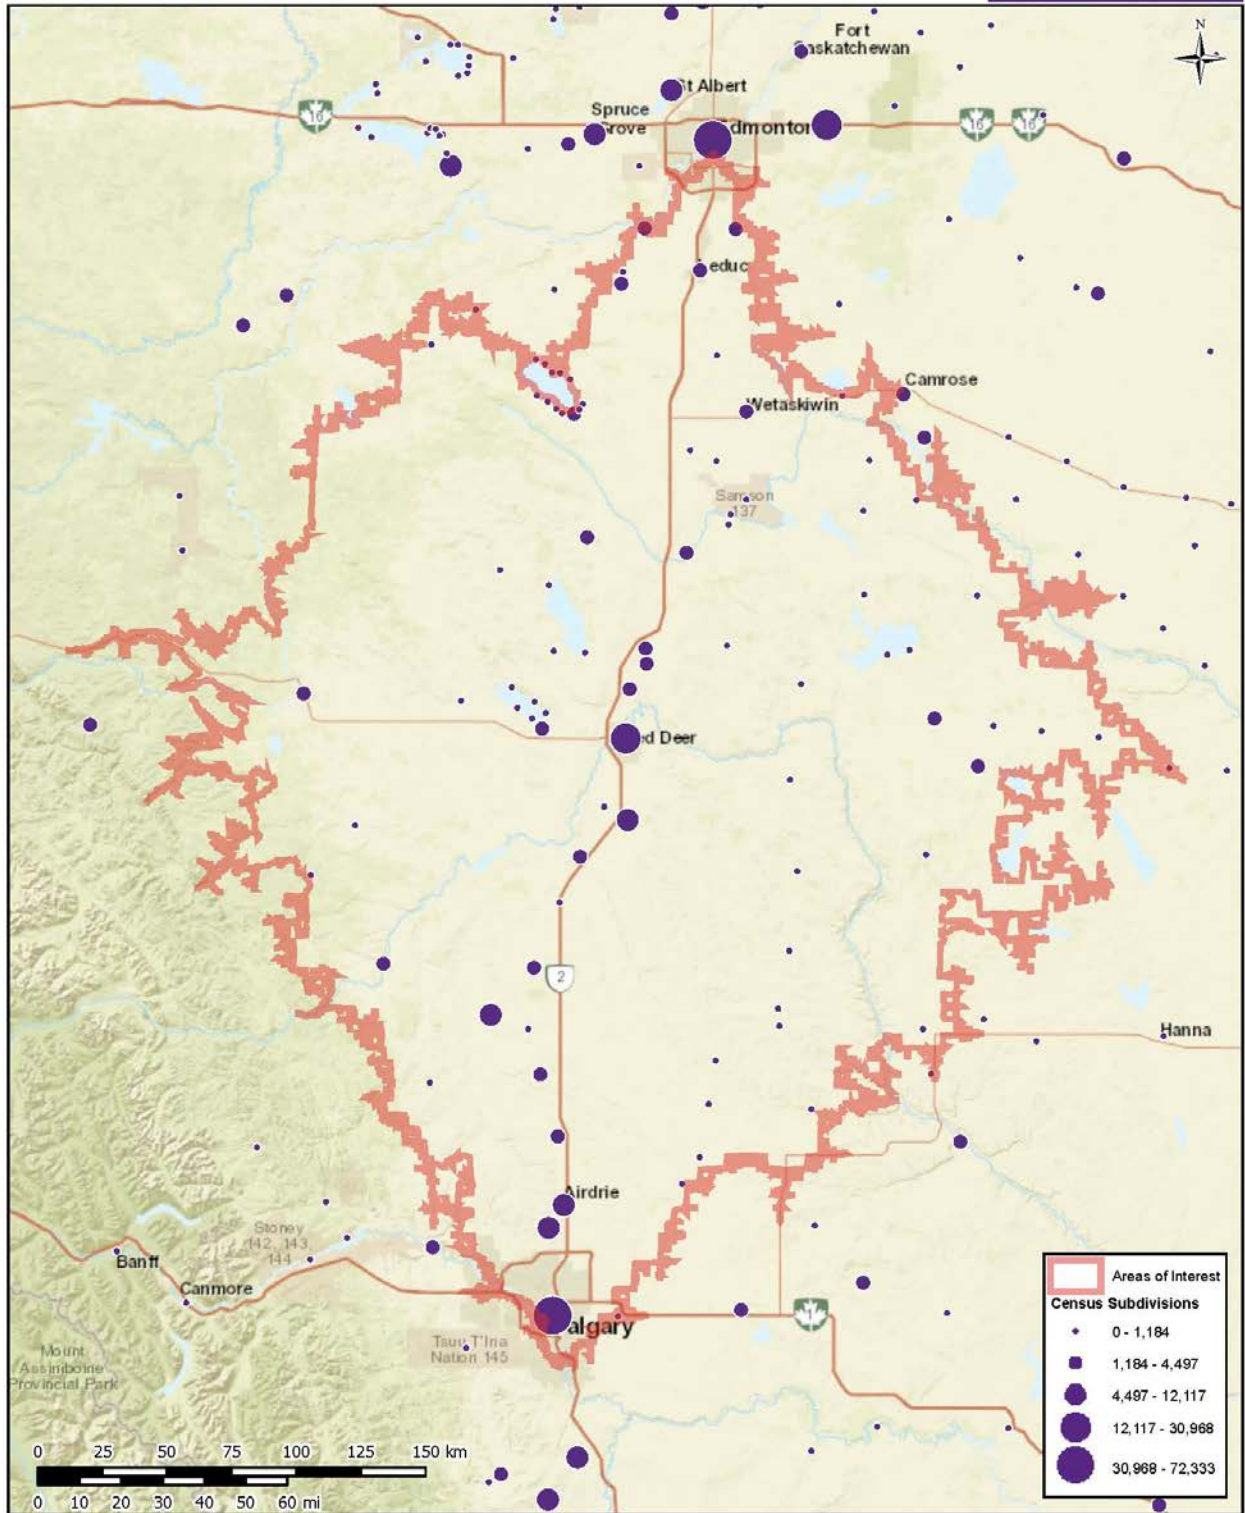 N
Fort
Saskatchewan
St Albert
Spruce
Grove
16
Edmonton
16
16
Leduc
Camrose
Wetaskiwin
Samson
137
Red Deer
2
Hanna
Airdrie
Stoney
142, 143,
144
Banff
Canmore
Calgary
1
Tsuu T'Ina
Nation 145
Mount
Assiniboine
Provincial Park
Areas of Interest
Census Subdivisions
0 - 1,184
1,184 - 4,497
4,497 - 12,117
12,117 - 30,968
30,968 - 72,333
0 25 50 75 100 125 150 km
0 10 20 30 40 50 60 mi